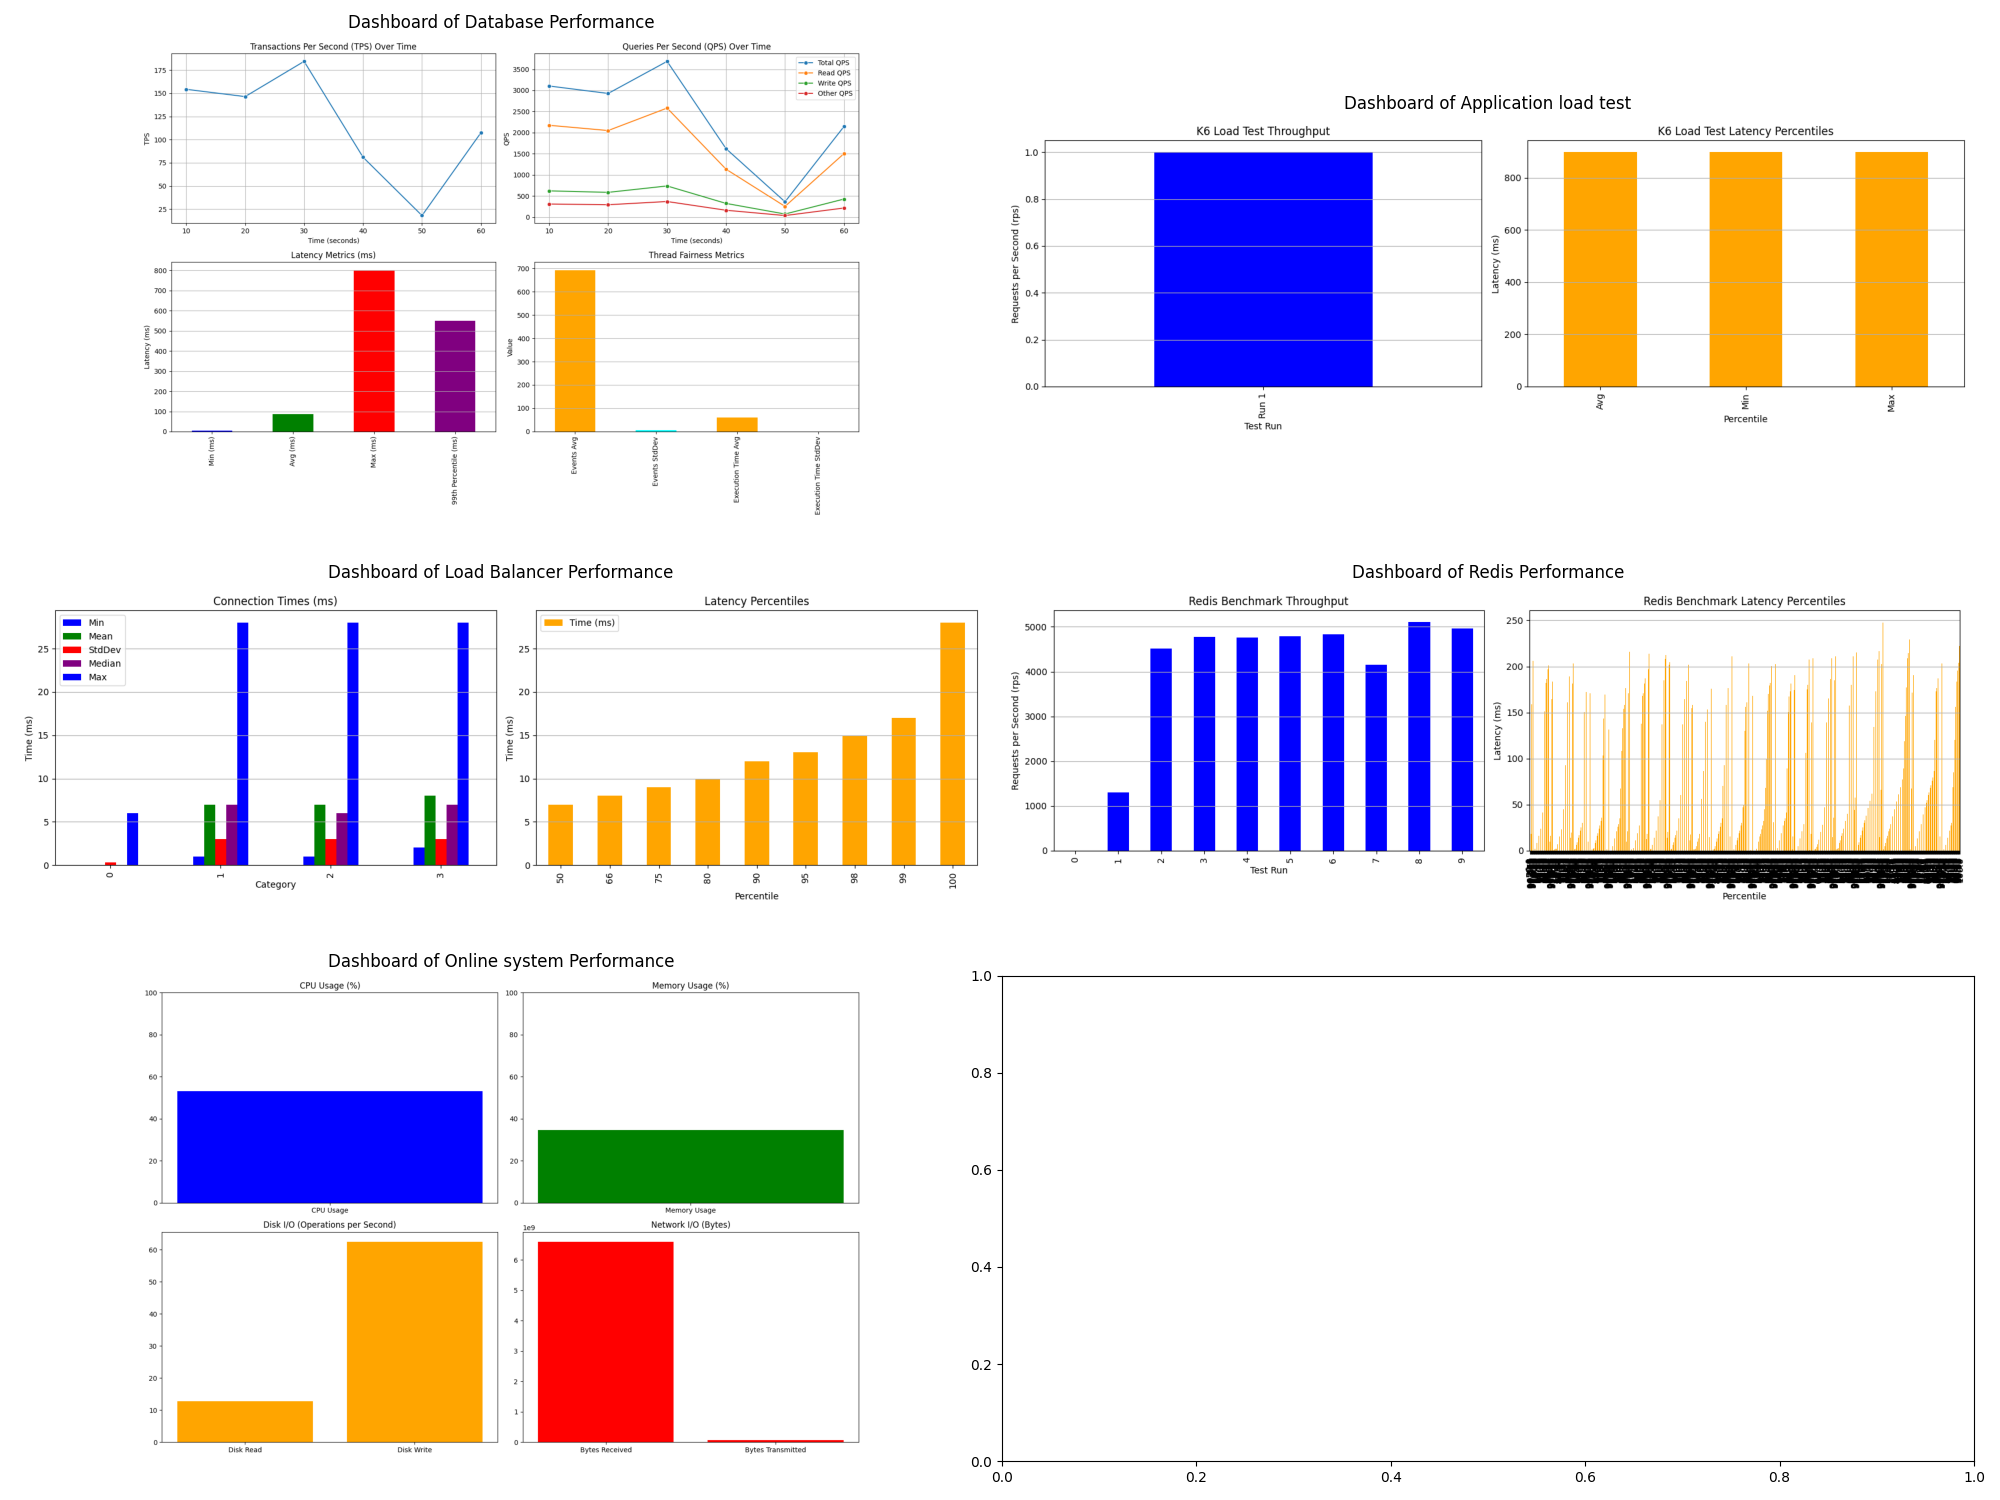 Dashboard of Database Performance
Transactions Per Second (TPS) Over Time
TPS
175
150
125
100
75
50
25
10 20 30 40 50 60
Time (seconds)
Queries Per Second (QPS) Over Time
Total QPS
Read QPS
Write QPS
Other QPS
QPS
3500
3000
2500
2000
1500
1000
500
0
10 20 30 40 50 60
Time (seconds)
Latency Metrics (ms)
Latency (ms)
800
700
600
500
400
300
200
100
0
Min (ms)
Avg (ms)
Max (ms)
99th Percentile (ms)
Thread Fairness Metrics
Value
700
600
500
400
300
200
100
0
Events Avg
Events StdDev
Execution Time Avg
Execution Time StdDev
Dashboard of Application load test
K6 Load Test Throughput
Requests per Second (rps)
1.0
0.8
0.6
0.4
0.2
0.0
Run 1
Test Run
K6 Load Test Latency Percentiles
Latency (ms)
800
600
400
200
0
Avg
Min
Max
Percentile
Dashboard of Load Balancer Performance
Connection Times (ms)
Min
Mean
StdDev
Median
Max
Time (ms)
25
20
15
10
5
0
0 1 2 3
Category
Latency Percentiles
Time (ms)
Time (ms)
25
20
15
10
5
0
50 66 75 80 90 95 98 99 100
Percentile
Dashboard of Redis Performance
Redis Benchmark Throughput
Requests per Second (rps)
5000
4000
3000
2000
1000
0
0 1 2 3 4 5 6 7 8 9
Test Run
Redis Benchmark Latency Percentiles
Latency (ms)
250
200
150
100
50
0
Percentile
Dashboard of Online system Performance
CPU Usage (%)
100
80
60
40
20
0
CPU Usage
Memory Usage (%)
100
80
60
40
20
0
Memory Usage
Disk I/O (Operations per Second)
60
50
40
30
20
10
0
Disk Read
Disk Write
Network I/O (Bytes)
1e9
6
5
4
3
2
1
0
Bytes Received
Bytes Transmitted
1.0
0.8
0.6
0.4
0.2
0.0
0.0 0.2 0.4 0.6 0.8 1.0